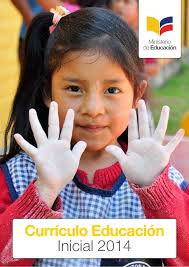 Ministerio
de Educación
Currículo Educación
Inicial 2014